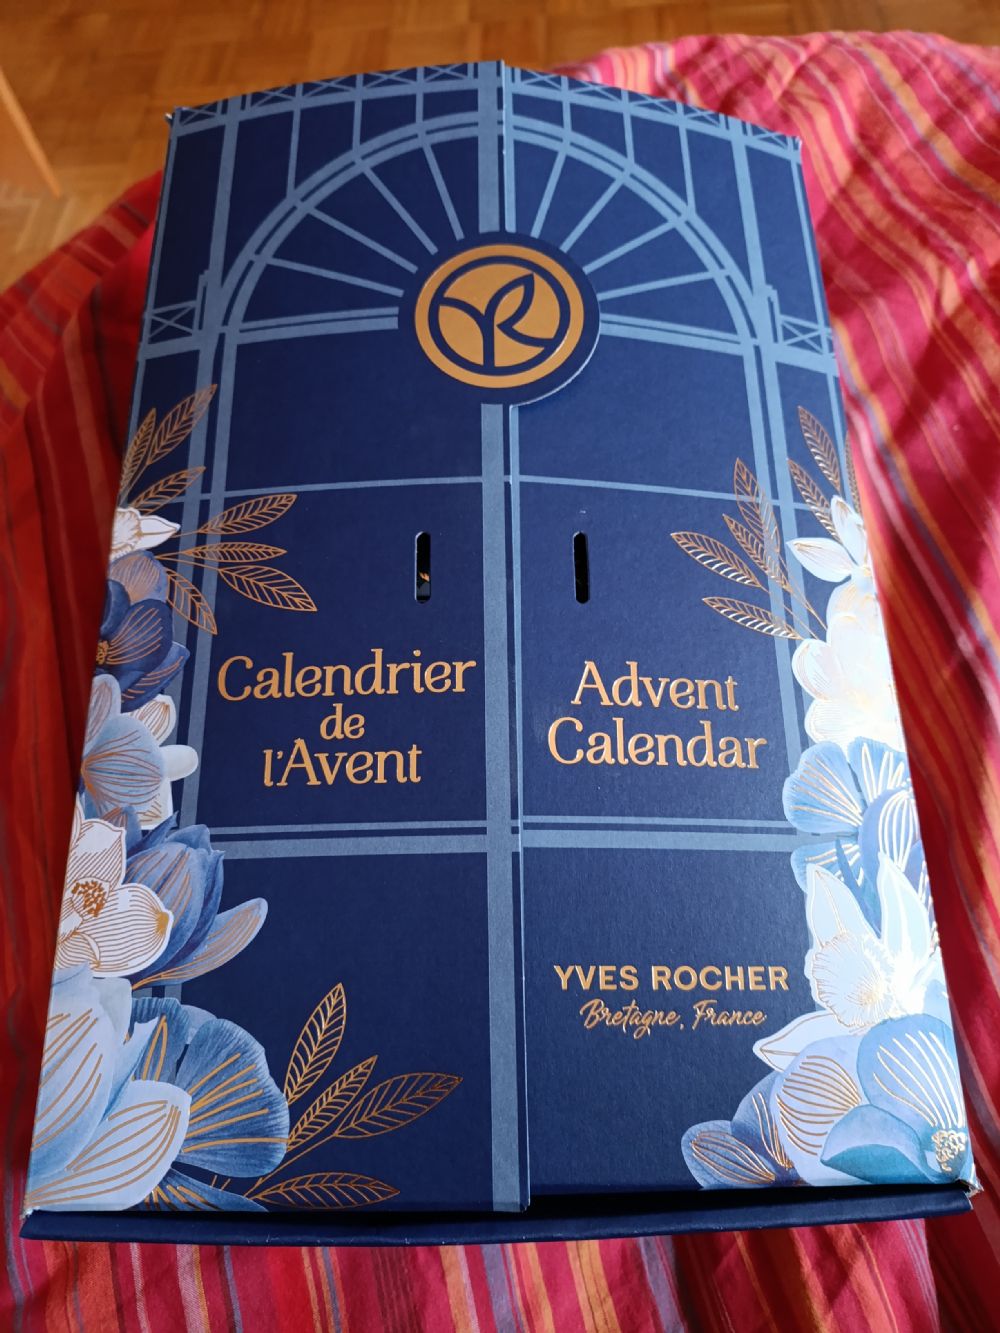 Calendrier
de
l'Avent
Advent
Calendar
YVES ROCHER
Bretagne, France